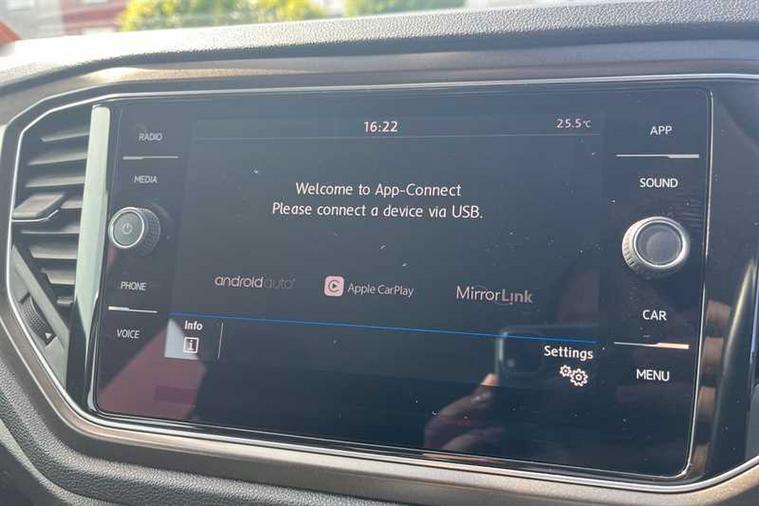 16:22
25.5°C
RADIO
MEDIA
PHONE
VOICE
Welcome to App-Connect
Please connect a device via USB.
androidauto
Apple CarPlay
MirrorLink
Info
i
Settings
APP
SOUND
CAR
MENU